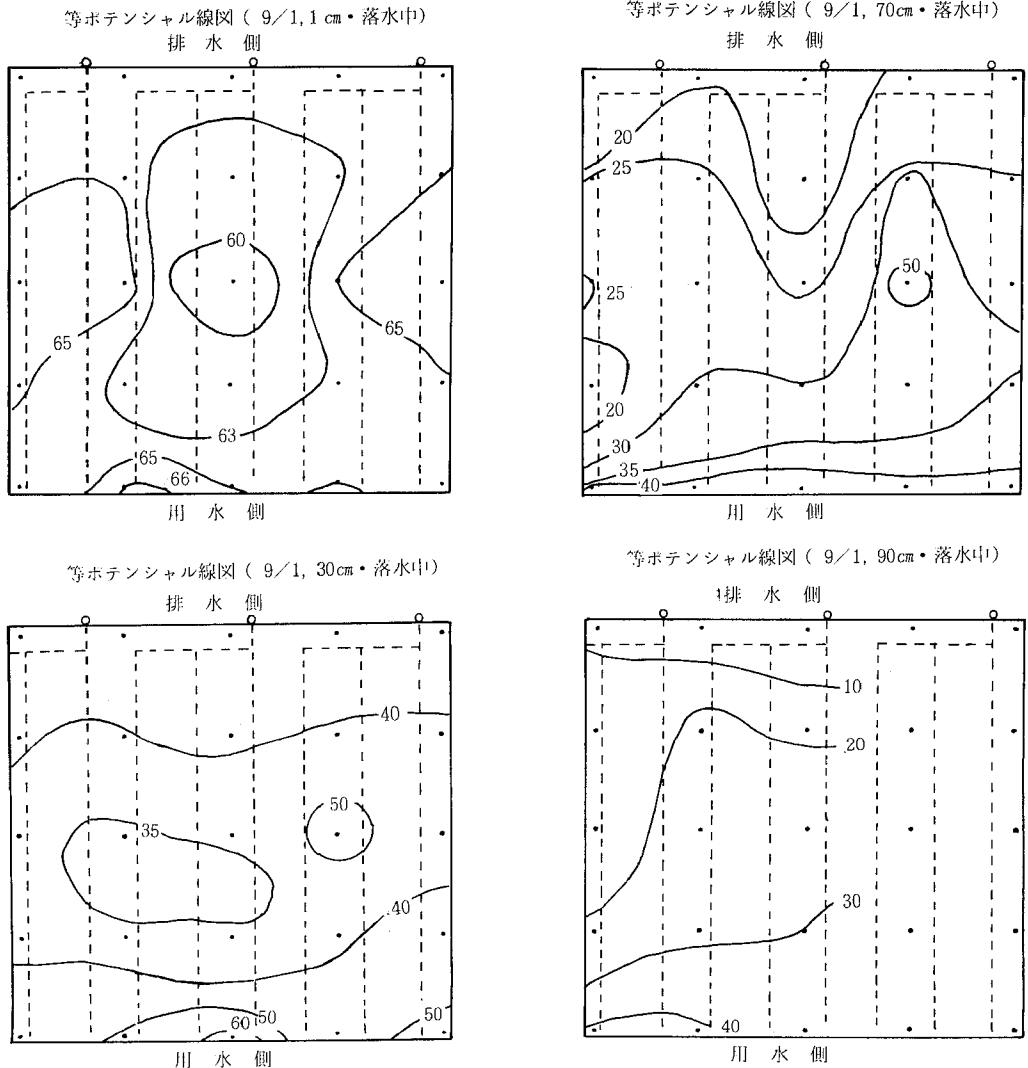 等ポテンシャル線図(9/1,1cm・落水中)
排水側
60
65
65
63
65
66
用水側
等ポテンシャル線図(9/1,70cm・落水中)
排水側
20
25
50
25
20
30
35
40
用水側
等ポテンシャル線図(9/1,30cm・落水中)
排水側
40
50
35
40
50
60
50
用水側
等ポテンシャル線図(9/1,90cm・落水中)
排水側
10
20
30
40
用水側